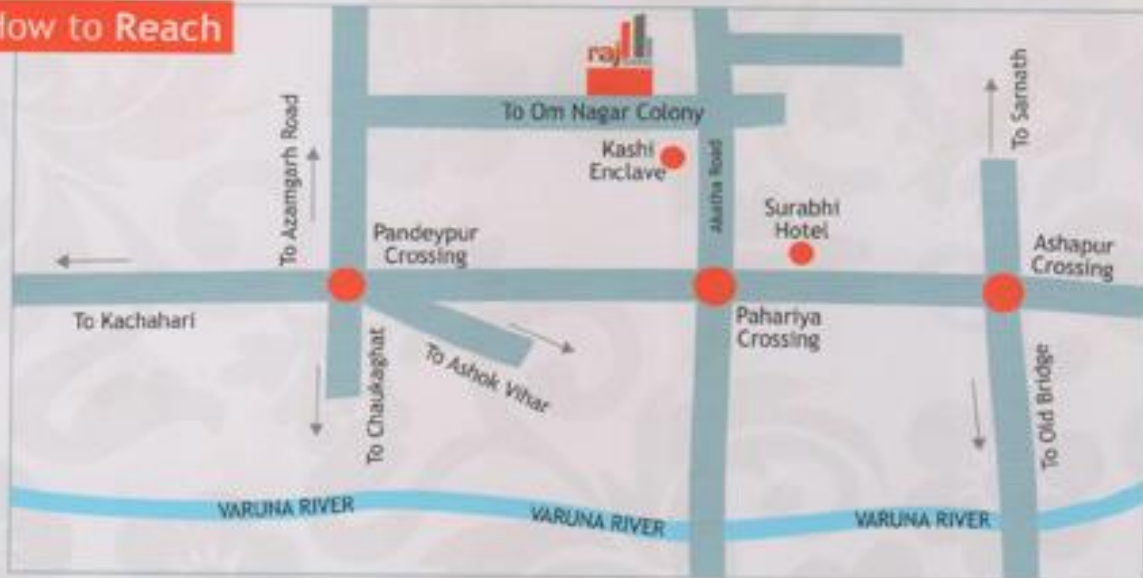 How to Reach
raj
To Om Nagar Colony
Kashi
Enclave
Akatha Road
To Azamgarh Road
Pandeypur
Crossing
Surabhi
Hotel
To Sarnath
Ashapur
Crossing
To Kachahari
To Chaukaghat
To Ashok Vihar
Pahariya
Crossing
To Old Bridge
VARUNA RIVER
VARUNA RIVER
VARUNA RIVER